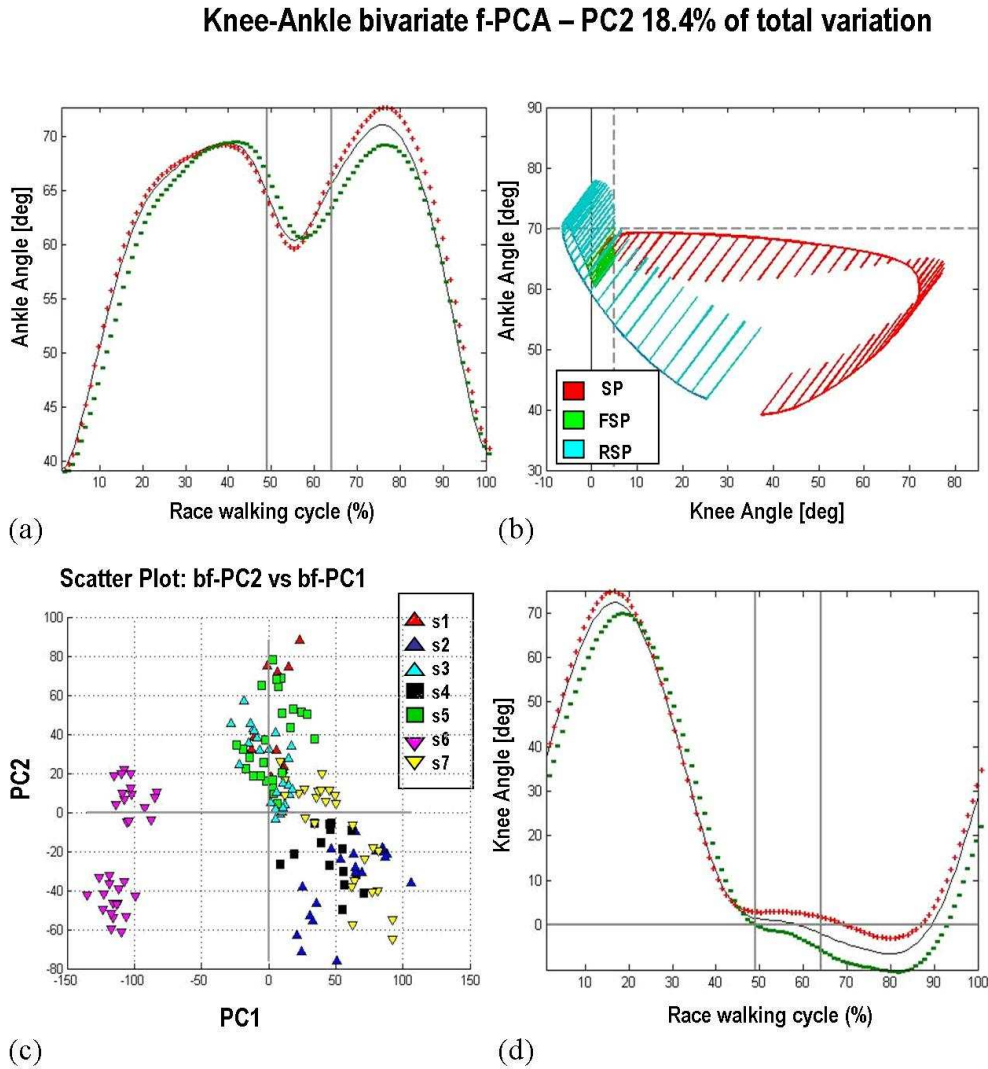 Knee-Ankle bivariate f-PCA – PC2 18.4% of total variation
70
65
60
55
50
45
40
Ankle Angle [deg]
10 20 30 40 50 60 70 80 90 100
Race walking cycle (%)
(a)
90
80
70
60
50
40
30
Ankle Angle [deg]
SP
FSP
RSP
-10 0 10 20 30 40 50 60 70 80
Knee Angle [deg]
(b)
Scatter Plot: bf-PC2 vs bf-PC1
100
80
60
40
20
0
-20
-40
-60
-80
PC2
s1
s2
s3
s4
s5
s6
s7
-150 -100 -50 0 50 100 150
PC1
(c)
70
60
50
40
30
20
10
0
Knee Angle [deg]
10 20 30 40 50 60 70 80 90 100
Race walking cycle (%)
(d)